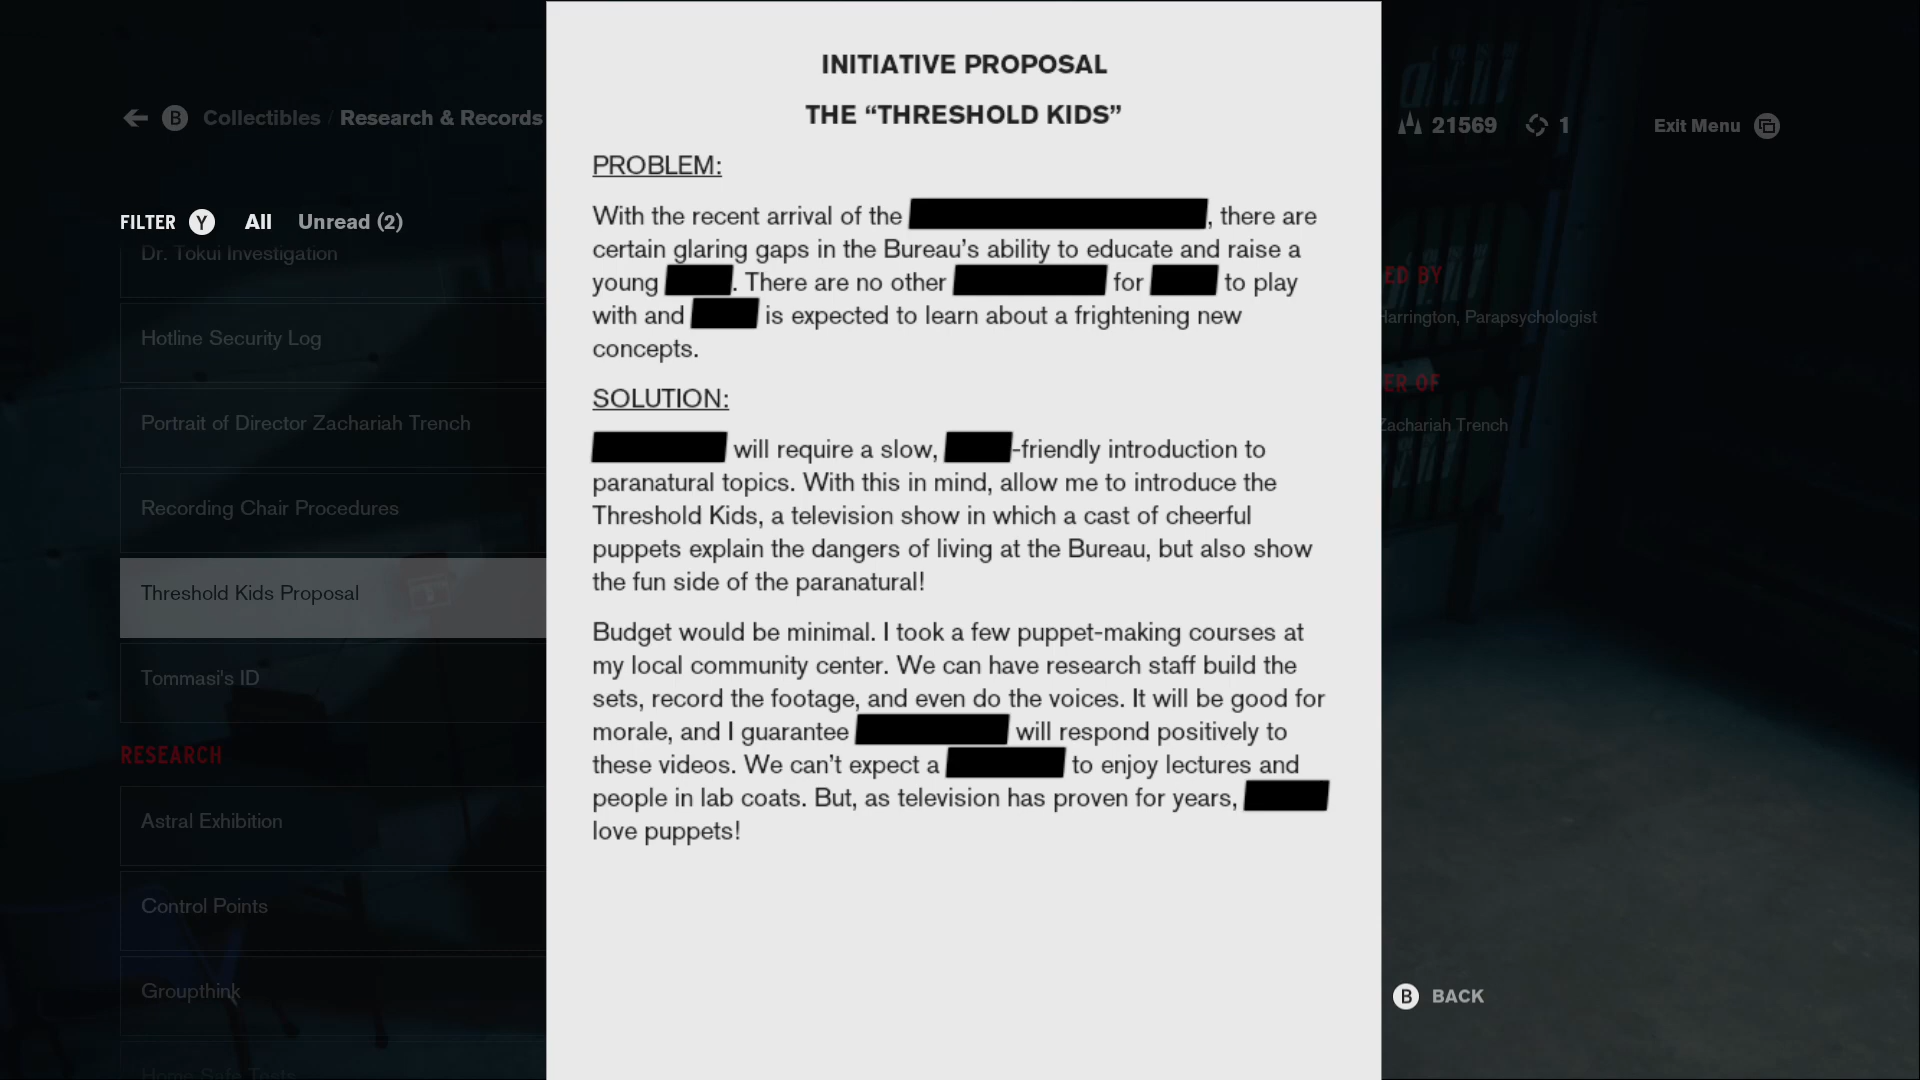 INITIATIVE PROPOSAL
THE “THRESHOLD KIDS”
PROBLEM:
With the recent arrival of the , there are
certain glaring gaps in the Bureau’s ability to educate and raise a
young . There are no other for to play
with and is expected to learn about a frightening new
concepts.
SOLUTION:
will require a slow, -friendly introduction to
paranatural topics. With this in mind, allow me to introduce the
Threshold Kids, a television show in which a cast of cheerful
puppets explain the dangers of living at the Bureau, but also show
the fun side of the paranatural!
Budget would be minimal. I took a few puppet-making courses at
my local community center. We can have research staff build the
sets, record the footage, and even do the voices. It will be good for
morale, and I guarantee will respond positively to
these videos. We can’t expect a to enjoy lectures and
people in lab coats. But, as television has proven for years,
love puppets!
B Collectibles / Research & Records
FILTER Y All Unread (2)
Dr. Tokui Investigation
Hotline Security Log
Portrait of Director Zachariah Trench
Recording Chair Procedures
Threshold Kids Proposal
Tommasi's ID
RESEARCH
Astral Exhibition
Control Points
Groupthink
Home Safe Tests
21569 1 Exit Menu
ED BY
Harrington, Parapsychologist
ER OF
Zachariah Trench
B BACK